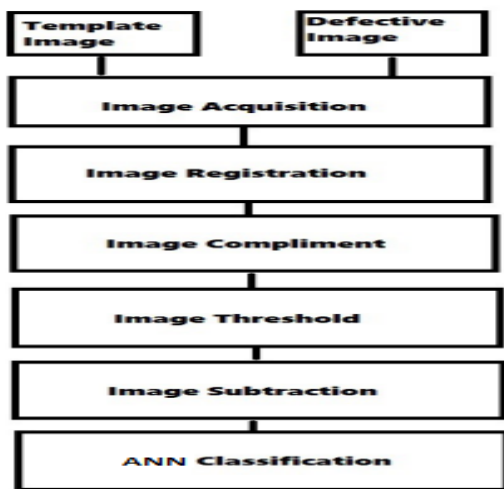 Template
Image
Defective
Image
Image Acquisition
Image Registration
Image Compliment
Image Threshold
Image Subtraction
ANN Classification